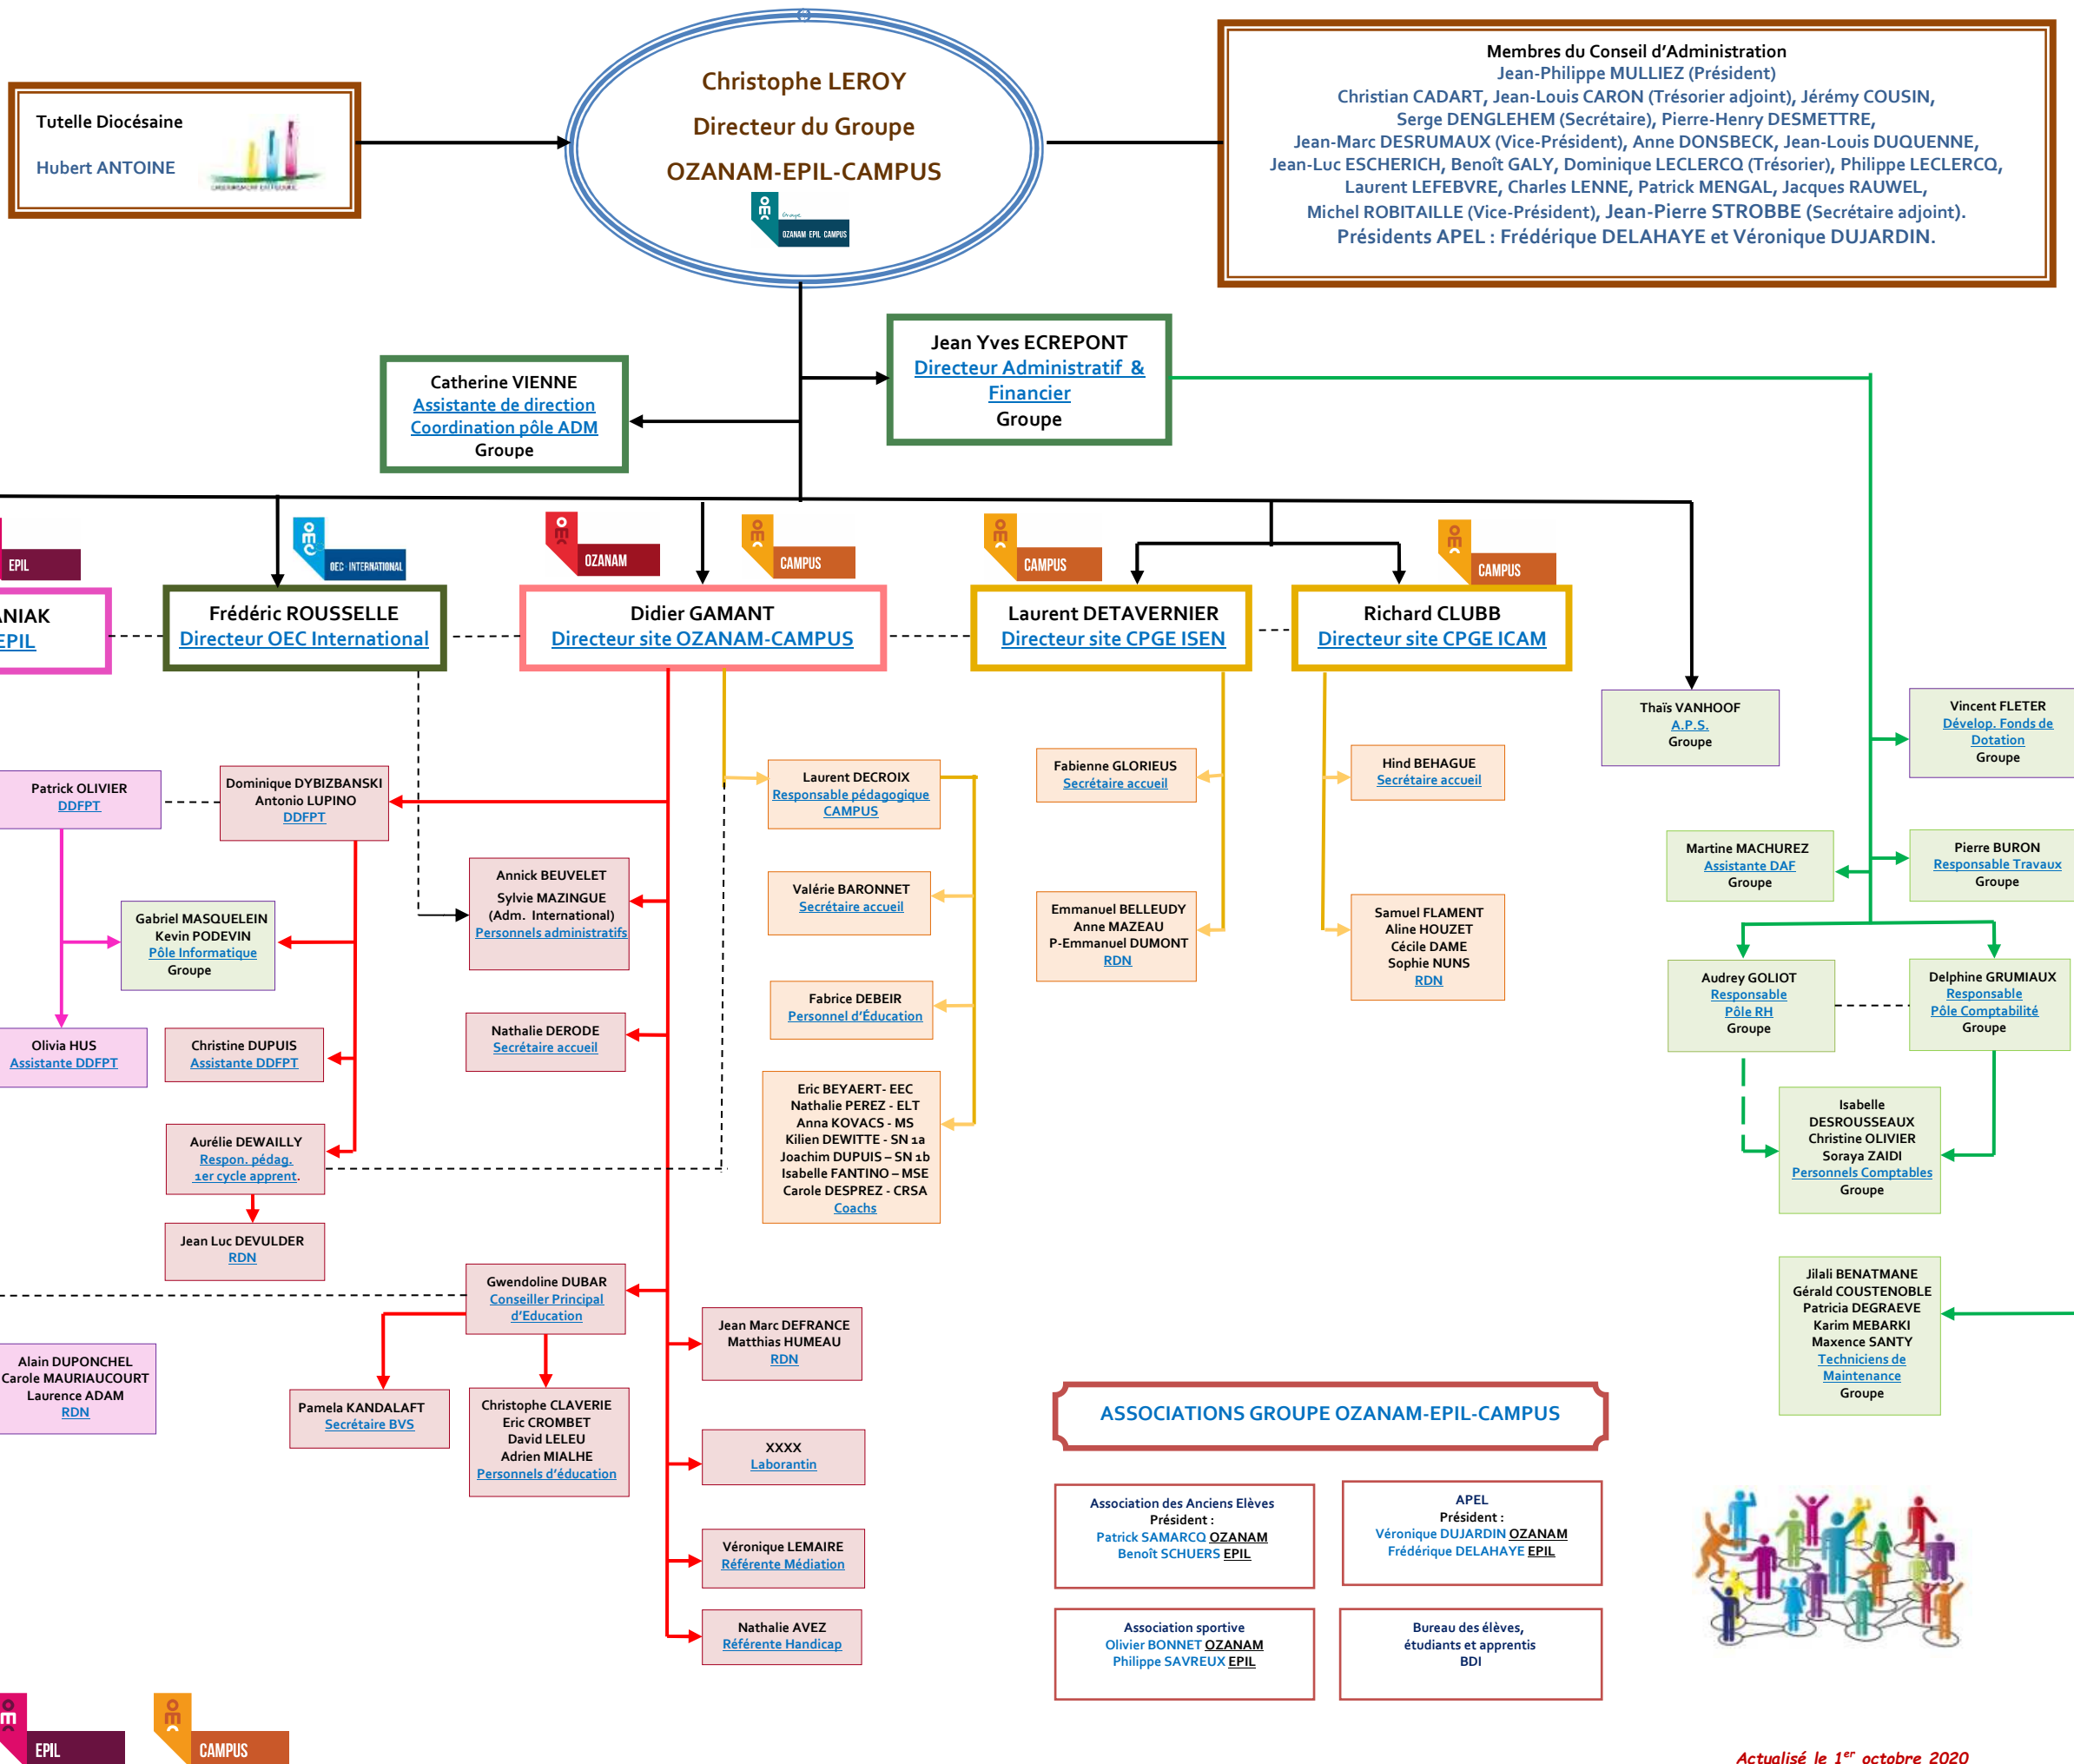 Tutelle Diocésaine
Hubert ANTOINE
Christophe LEROY
Directeur du Groupe
OZANAM-EPIL-CAMPUS
OZANAM EPIL CAMPUS
Membres du Conseil d'Administration
Jean-Philippe MULLIEZ (Président)
Christian CADART, Jean-Louis CARON (Trésorier adjoint), Jérémy COUSIN,
Serge DENGLEHEM (Secrétaire), Pierre-Henry DESMETTRE,
Jean-Marc DESRUMAUX (Vice-Président), Anne DONSBECK, Jean-Louis DUQUENNE,
Jean-Luc ESCHERICH, Benoît GALY, Dominique LECLERCQ (Trésorier), Philippe LECLERCQ,
Laurent LEFEBVRE, Charles LENNE, Patrick MENGAL, Jacques RAUWEL,
Michel ROBITAILLE (Vice-Président), Jean-Pierre STROBBE (Secrétaire adjoint).
Présidents APEL : Frédérique DELAHAYE et Véronique DUJARDIN.
Catherine VIENNE
Assistante de direction
Coordination pôle ADM
Groupe
Jean Yves ECREPONT
Directeur Administratif &
Financier
Groupe
EPIL
OEC INTERNATIONAL
OZANAM
CAMPUS
CAMPUS
CAMPUS
ANIAK
EPIL
Frédéric ROUSSELLE
Directeur OEC International
Didier GAMANT
Directeur site OZANAM-CAMPUS
Laurent DETAVERNIER
Directeur site CPGE ISEN
Richard CLUBB
Directeur site CPGE ICAM
Thaïs VANHOOF
A.P.S.
Groupe
Vincent FLETER
Dévelop. Fonds de
Dotation
Groupe
Patrick OLIVIER
DDFPT
Dominique DYBIZBANSKI
Antonio LUPINO
DDFPT
Laurent DECROIX
Responsable pédagogique
CAMPUS
Fabienne GLORIEUS
Secrétaire accueil
Hind BEHAGUE
Secrétaire accueil
Martine MACHUREZ
Assistante DAF
Groupe
Pierre BURON
Responsable Travaux
Groupe
Annick BEUVELET
Sylvie MAZINGUE
(Adm. International)
Personnels administratifs
Valérie BARONNET
Secrétaire accueil
Emmanuel BELLEUDY
Anne MAZEAU
P-Emmanuel DUMONT
RDN
Samuel FLAMENT
Aline HOUZET
Cécile DAME
Sophie NUNS
RDN
Gabriel MASQUELEIN
Kevin PODEVIN
Pôle Informatique
Groupe
Audrey GOLIOT
Responsable
Pôle RH
Groupe
Delphine GRUMIAUX
Responsable
Pôle Comptabilité
Groupe
Fabrice DEBEIR
Personnel d'Éducation
Olivia HUS
Assistante DDFPT
Christine DUPUIS
Assistante DDFPT
Nathalie DERODE
Secrétaire accueil
Eric BEYAERT- EEC
Nathalie PEREZ - ELT
Anna KOVACS - MS
Kilien DEWITTE - SN 1a
Joachim DUPUIS – SN 1b
Isabelle FANTINO – MSE
Carole DESPREZ - CRSA
Coachs
Isabelle
DESROUSSEAUX
Christine OLIVIER
Soraya ZAIDI
Personnels Comptables
Groupe
Aurélie DEWAILLY
Respon. pédag.
1er cycle apprent.
Jean Luc DEVULDER
RDN
Gwendoline DUBAR
Conseiller Principal
d'Education
Jilali BENATMANE
Gérald COUSTENOBLE
Patricia DEGRAEVE
Karim MEBARKI
Maxence SANTY
Techniciens de
Maintenance
Groupe
Jean Marc DEFRANCE
Matthias HUMEAU
RDN
Alain DUPONCHEL
Carole MAURIAUCOURT
Laurence ADAM
RDN
Pamela KANDALAFT
Secrétaire BVS
Christophe CLAVERIE
Eric CROMBET
David LELEU
Adrien MIALHE
Personnels d'éducation
XXXX
Laborantin
Véronique LEMAIRE
Référente Médiation
Nathalie AVEZ
Référente Handicap
ASSOCIATIONS GROUPE OZANAM-EPIL-CAMPUS
Association des Anciens Elèves
Président :
Patrick SAMARCQ OZANAM
Benoît SCHUERS EPIL
APEL
Président :
Véronique DUJARDIN OZANAM
Frédérique DELAHAYE EPIL
Association sportive
Olivier BONNET OZANAM
Philippe SAVREUX EPIL
Bureau des élèves,
étudiants et apprentis
BDI
EPIL
CAMPUS
Actualisé le 1er octobre 2020